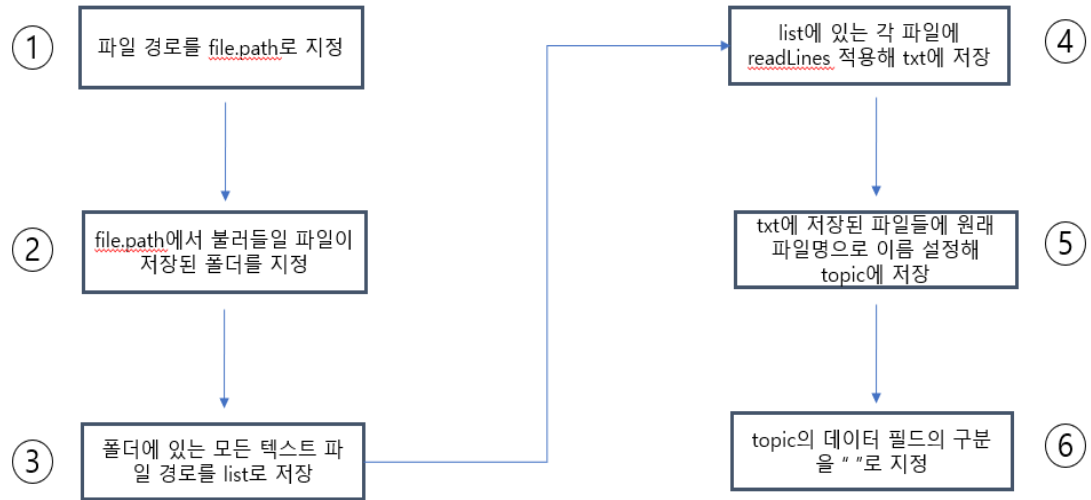 ①
파일 경로를 file.path로 지정
②
file.path에서 불러들일 파일이
저장된 폴더를 지정
③
폴더에 있는 모든 텍스트 파
일 경로를 list로 저장
④
list에 있는 각 파일에
readLines 적용해 txt에 저장
⑤
txt에 저장된 파일들에 원래
파일명으로 이름 설정해
topic에 저장
⑥
topic의 데이터 필드의 구분
을 “ ”로 지정